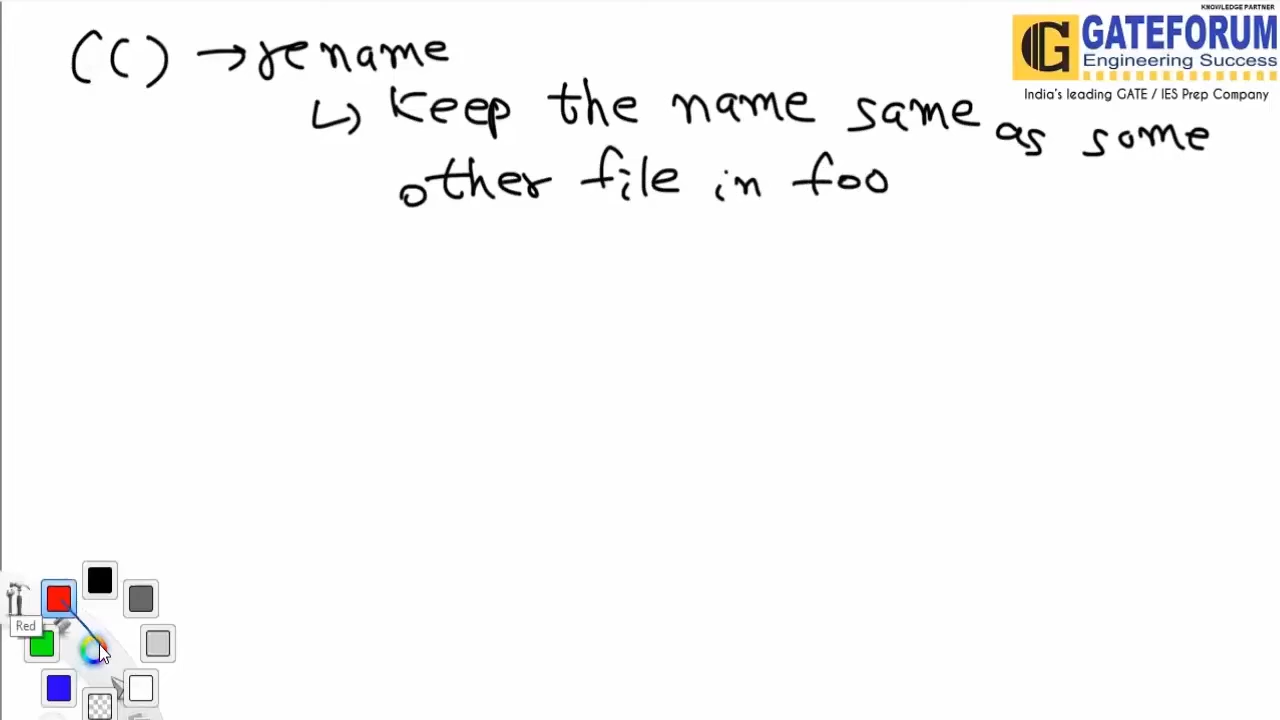 KNOWLEDGE PARTNER
GATEFORUM
Engineering Success
India's leading GATE / IES Prep Company
(C) → rename
↳ Keep the name same as some
other file in foo
Red